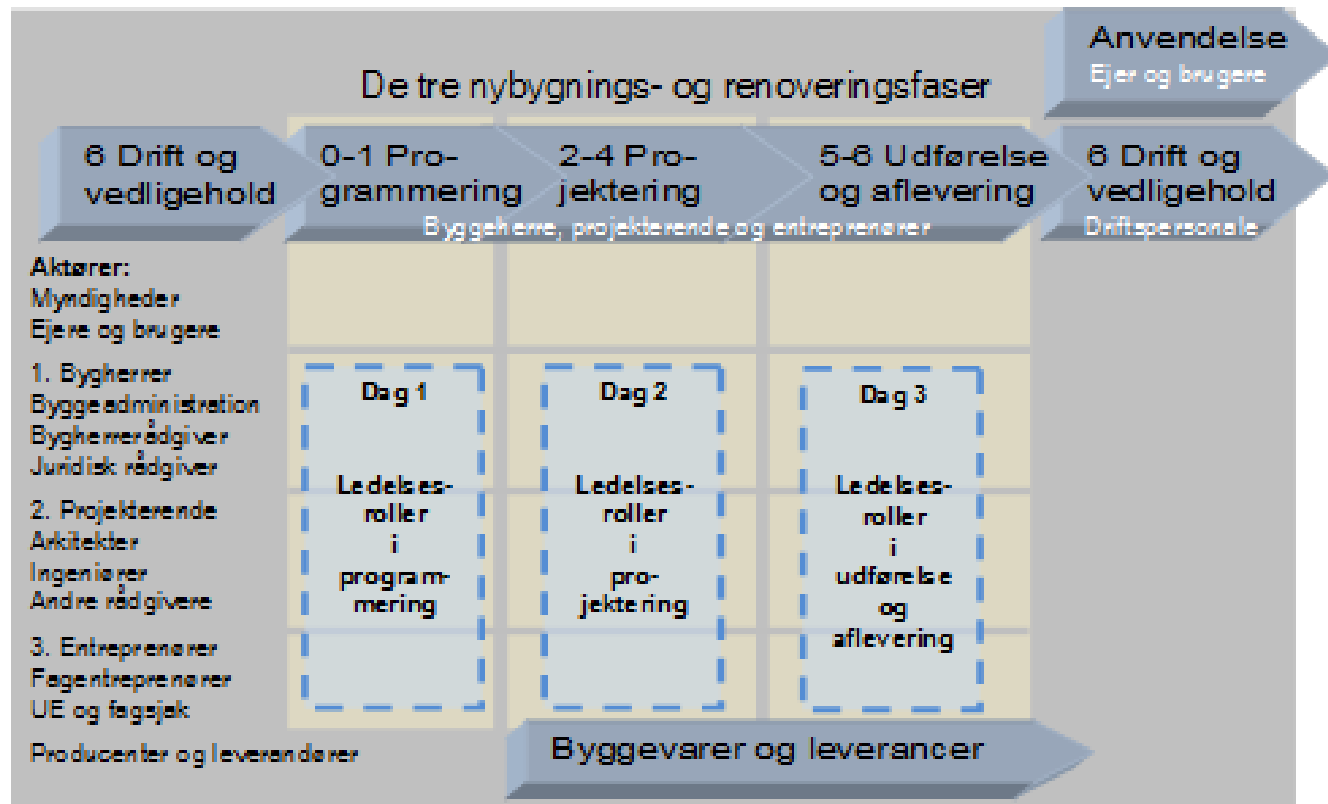 Anvendelse
Ejer og brugere
De tre nybygnings- og renoveringsfaser
6 Drift og
vedligehold
0-1 Pro-
grammering
2-4 Pro-
jektering
5-6 Udførelse
og aflevering
6 Drift og
vedligehold
Byggeherre, projekterende,og entreprenører
Driftspersonale
Aktører:
Myndigheder
Ejere og brugere
1. Bygherrer
Byggeadministration
Bygherrerådgiver
Juridisk rådgiver
2. Projekterende
Arkitekter
Ingeniører
Andre rådgivere
3. Entreprenører
Fagentreprenører
UE og fagsjak
Producenter og leverandører
Dag 1
Ledelses-
roller
i
program-
mering
Dag 2
Ledelses-
roller
i
pro-
jektering
Dag 3
Ledelses-
roller
i
udførelse
og
aflevering
Byggevarer og leverancer